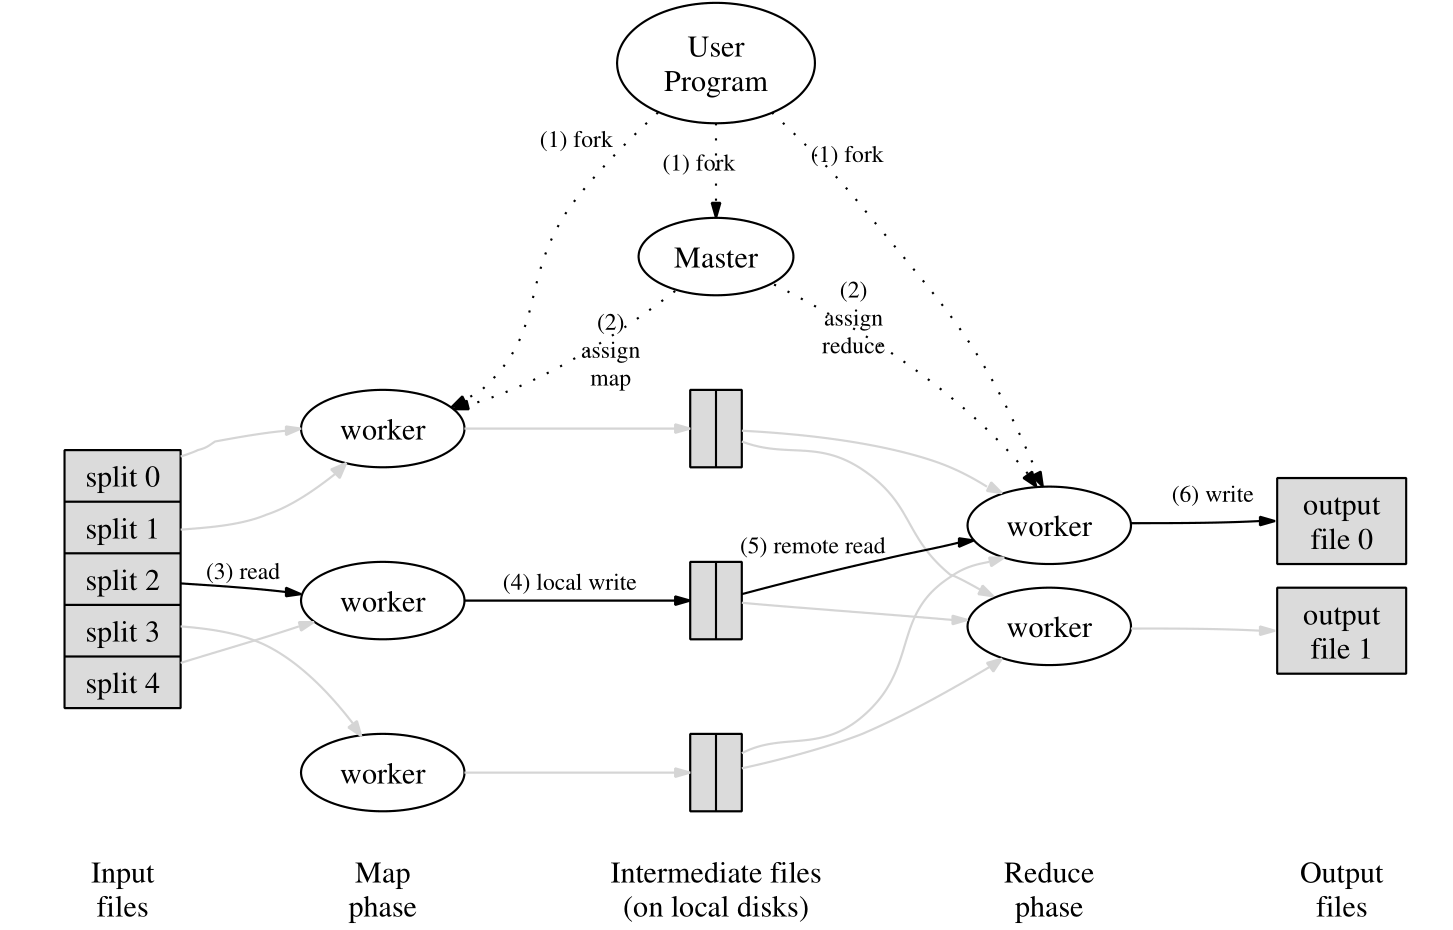 User
Program
(1) fork
(1) fork
(1) fork
Master
(2)
assign
map
(2)
assign
reduce
worker
split 0
split 1
split 2
split 3
split 4
(3) read
worker
(4) local write
(5) remote read
worker
(6) write
output
file 0
worker
output
file 1
worker
Input
files
Map
phase
Intermediate files
(on local disks)
Reduce
phase
Output
files